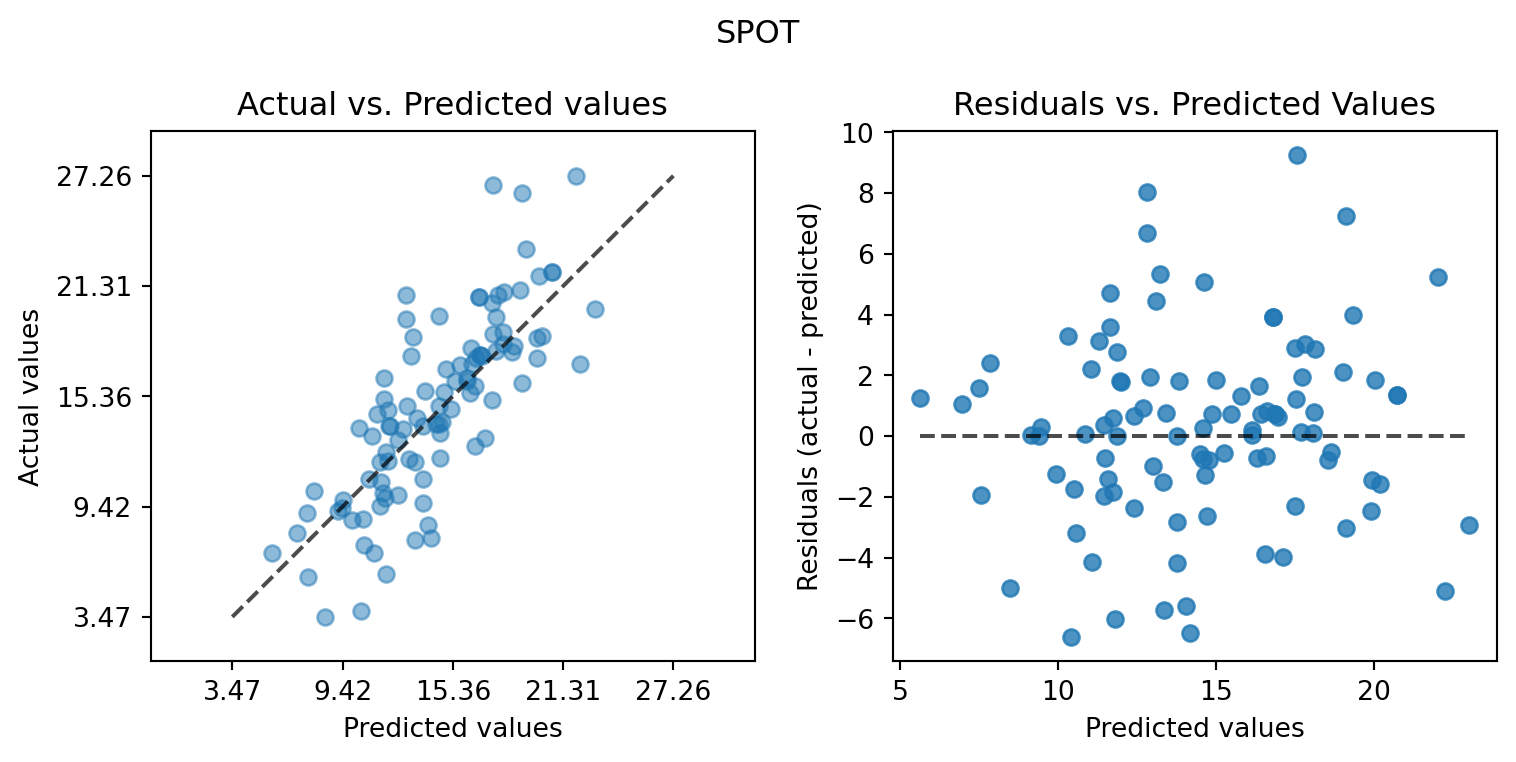 SPOT
Actual vs. Predicted values
27.26
21.31
15.36
9.42
3.47
Actual values
3.47 9.42 15.36 21.31 27.26
Predicted values
Residuals vs. Predicted Values
10
8
6
4
2
0
−2
−4
−6
Residuals (actual - predicted)
5 10 15 20
Predicted values